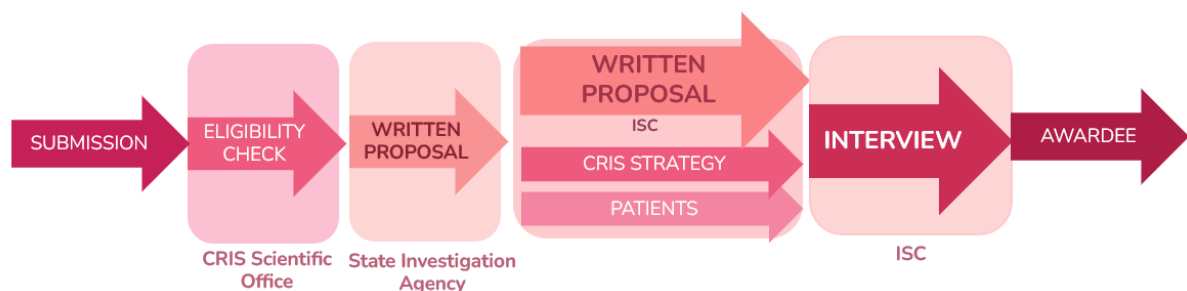 SUBMISSION
ELIGIBILITY
CHECK
CRIS Scientific
Office
WRITTEN
PROPOSAL
State Investigation
Agency
WRITTEN
PROPOSAL
ISC
CRIS STRATEGY
PATIENTS
INTERVIEW
ISC
AWARDEE